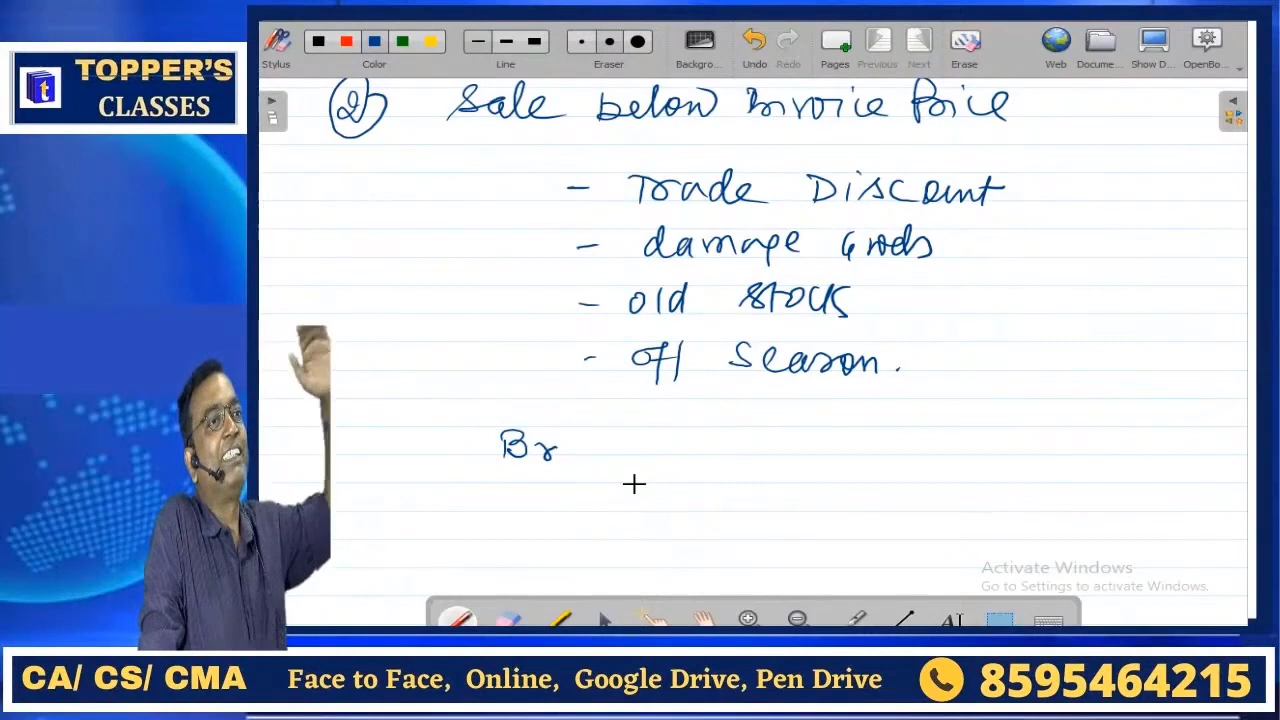 TOPPER'S
CLASSES
Stylus
Color
Line
Eraser
Backgro...
Undo
Redo
Pages
Previous
Next
Erase
Web
Docume...
Show D...
OpenBo...
2) Sale below Invoice Price
- Trade Discount
- damage Goods
- old Stock
- off Season.
Br
Activate Windows
Go to Settings to activate Windows.
CA/ CS/ CMA
Face to Face, Online, Google Drive, Pen Drive
8595464215